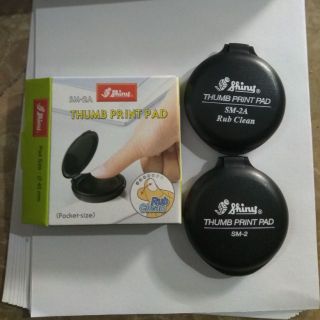 Shiny
SM-2A
Shiny
THUMB PRINT PAD
Rub
Clean
(Pocket-size)
Shiny®
THUMB PRINT PAD
SM-2A
Rub Clean
Shiny®
THUMB PRINT PAD
SM-2